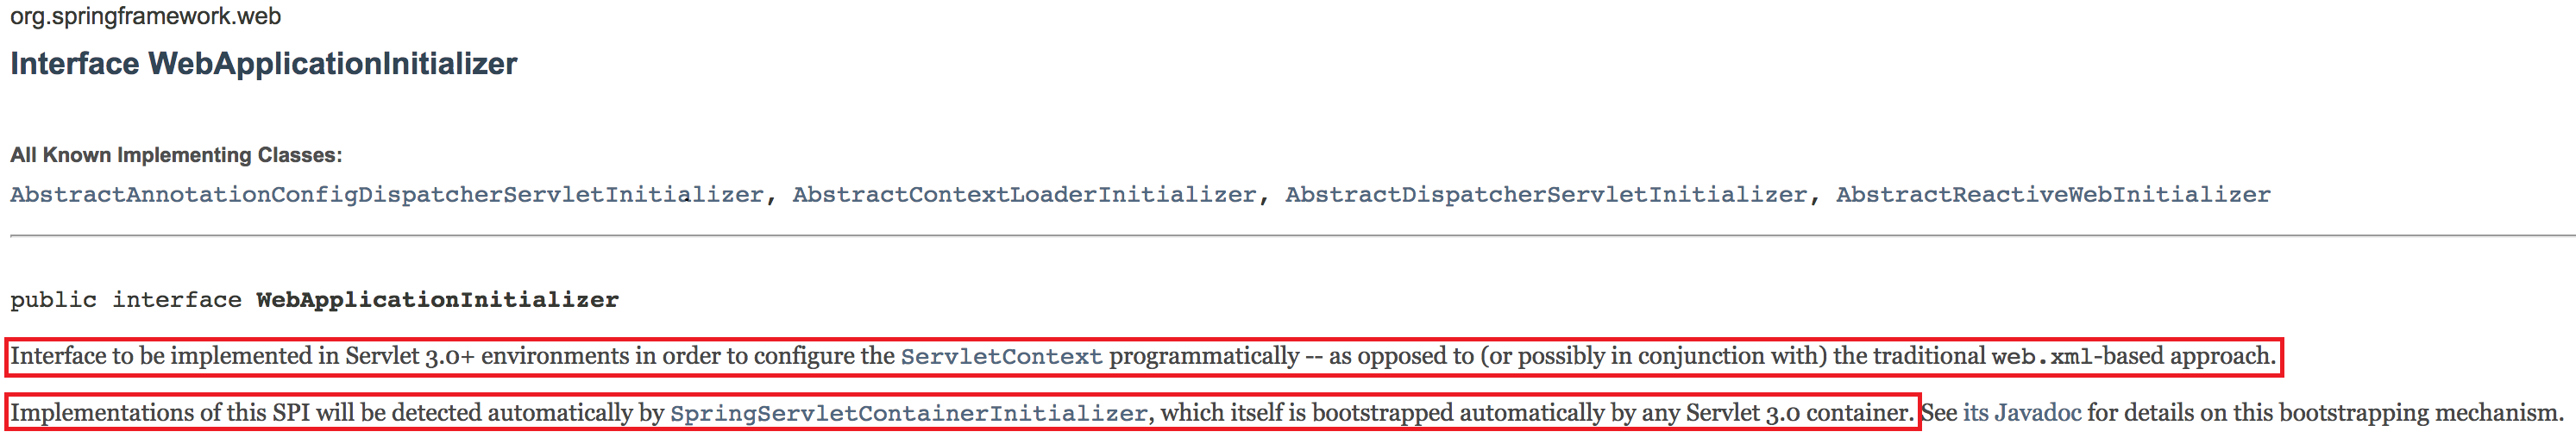 org.springframework.web
Interface WebApplicationInitializer
All Known Implementing Classes:
AbstractAnnotationConfigDispatcherServletInitializer, AbstractContextLoaderInitializer, AbstractDispatcherServletInitializer, AbstractReactiveWebInitializer
public interface WebApplicationInitializer
Interface to be implemented in Servlet 3.0+ environments in order to configure the ServletContext programmatically -- as opposed to (or possibly in conjunction with) the traditional web.xml-based approach.
Implementations of this SPI will be detected automatically by SpringServletContainerInitializer, which itself is bootstrapped automatically by any Servlet 3.0 container. See its Javadoc for details on this bootstrapping mechanism.